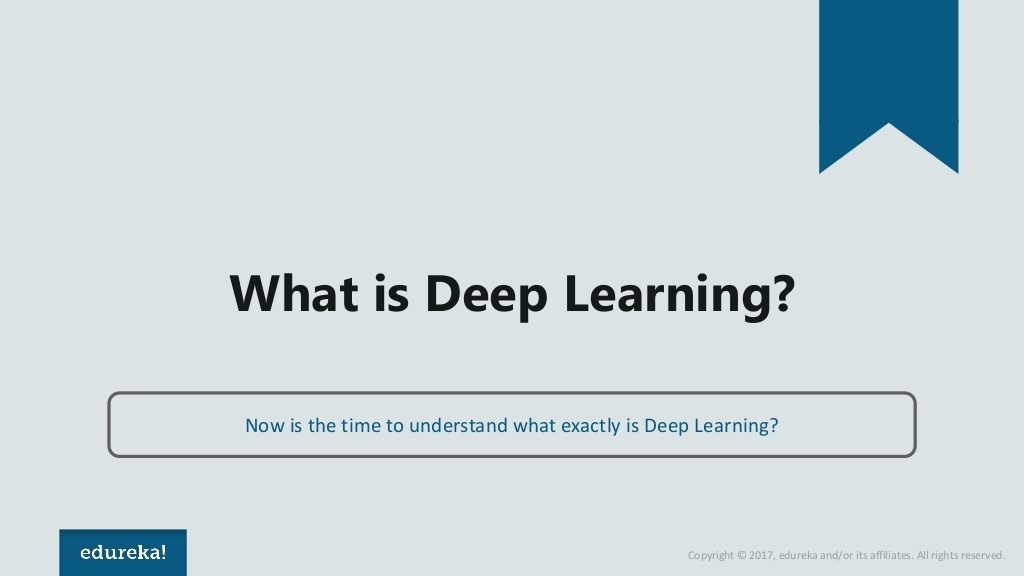 What is Deep Learning?
Now is the time to understand what exactly is Deep Learning?
edureka!
Copyright © 2017, edureka and/or its affiliates. All rights reserved.